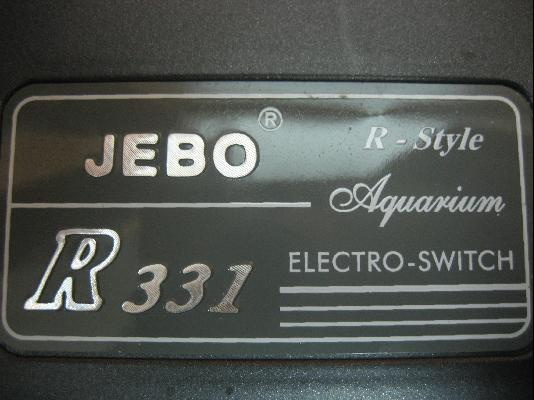 JEBO®
R 331
R - Style
Aquarium
ELECTRO-SWITCH